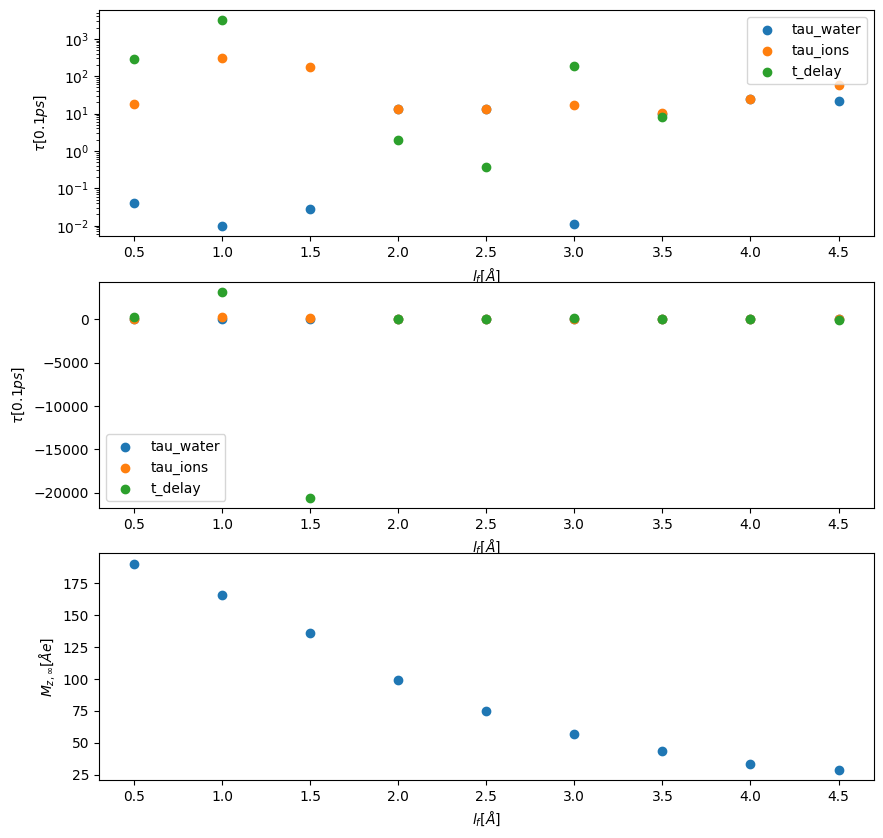 10³
10²
10¹
10⁰
10⁻¹
10⁻²
τ[0.1ps]
tau_water
tau_ions
t_delay
0.5 1.0 1.5 2.0 2.5 3.0 3.5 4.0 4.5
l_f[Å]
0
−5000
−10000
−15000
−20000
τ[0.1ps]
tau_water
tau_ions
t_delay
0.5 1.0 1.5 2.0 2.5 3.0 3.5 4.0 4.5
l_f[Å]
175
150
125
100
75
50
25
M_{z,∞}[Åe]
0.5 1.0 1.5 2.0 2.5 3.0 3.5 4.0 4.5
l_f[Å]